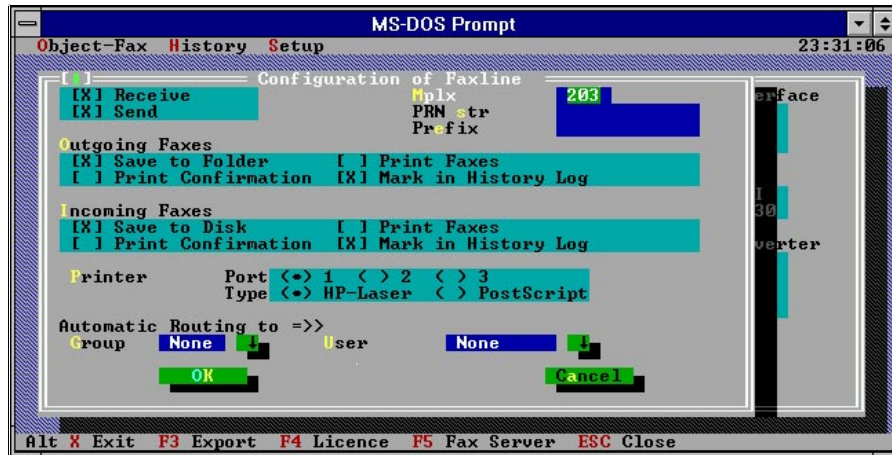 MS-DOS Prompt
Object-Fax History Setup 23:31:06
Configuration of Faxline
[X] Receive Mplx 203 erface
[X] Send PRN str
Prefix
Outgoing Faxes
[X] Save to Folder [ ] Print Faxes
[ ] Print Confirmation [X] Mark in History Log
I
Incoming Faxes 30
[X] Save to Disk [ ] Print Faxes
[ ] Print Confirmation [X] Mark in History Log verter
Printer Port (•) 1 ( ) 2 ( ) 3
Type (•) HP-Laser ( ) PostScript
Automatic Routing to =>>
Group None ↓ User None ↓
OK Cancel
Alt X Exit F3 Export F4 Licence F5 Fax Server ESC Close